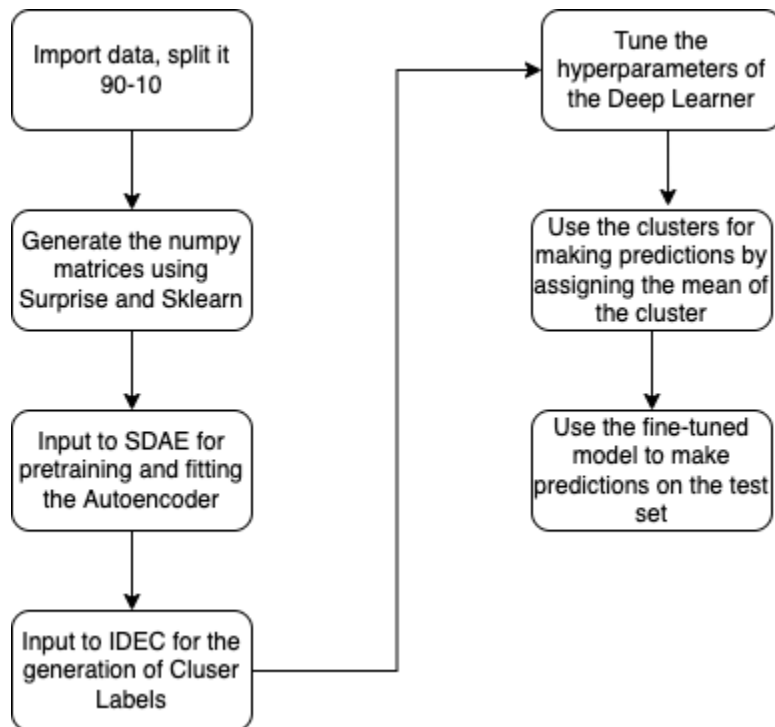 Import data, split it
90-10
Generate the numpy
matrices using
Surprise and Sklearn
Input to SDAE for
pretraining and fitting
the Autoencoder
Input to IDEC for the
generation of Cluser
Labels
Tune the
hyperparameters of
the Deep Learner
Use the clusters for
making predictions by
assigning the mean of
the cluster
Use the fine-tuned
model to make
predictions on the test
set